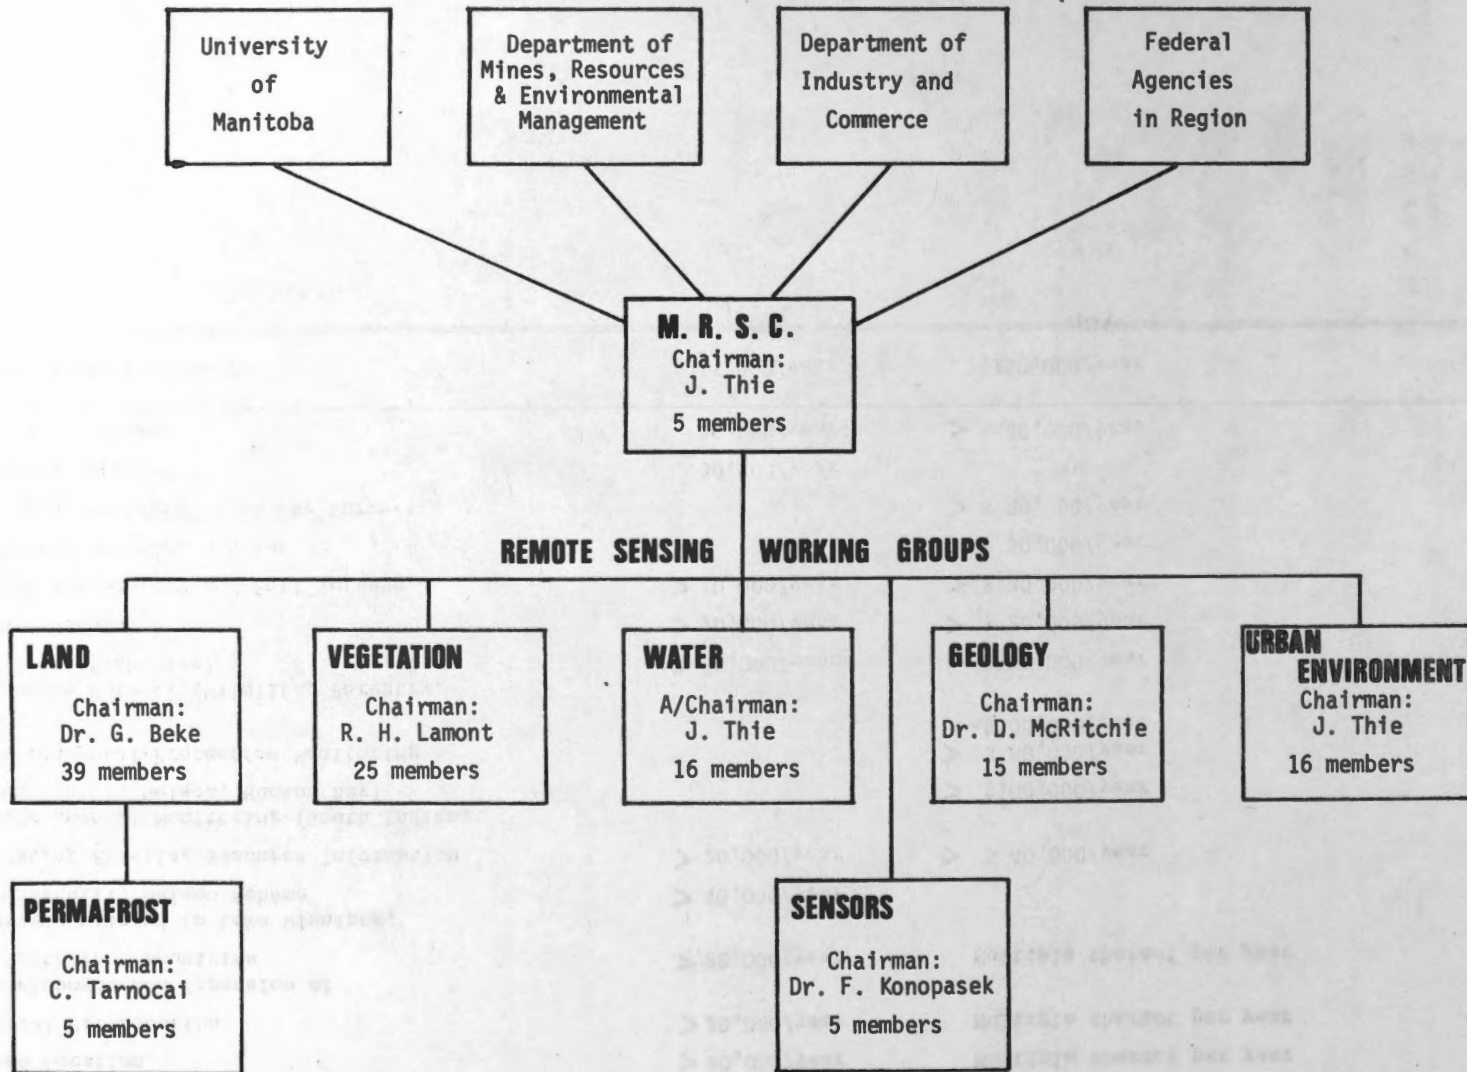 University
of
Manitoba
Department of
Mines, Resources
& Environmental
Management
Department of
Industry and
Commerce
Federal
Agencies
in Region
M. R. S. C.
Chairman:
J. Thie
5 members
REMOTE SENSING WORKING GROUPS
LAND
Chairman:
Dr. G. Beke
39 members
VEGETATION
Chairman:
R. H. Lamont
25 members
WATER
A/Chairman:
J. Thie
16 members
GEOLOGY
Chairman:
Dr. D. McRitchie
15 members
URBAN
ENVIRONMENT
Chairman:
J. Thie
16 members
PERMAFROST
Chairman:
C. Tarnocai
5 members
SENSORS
Chairman:
Dr. F. Konopasek
5 members